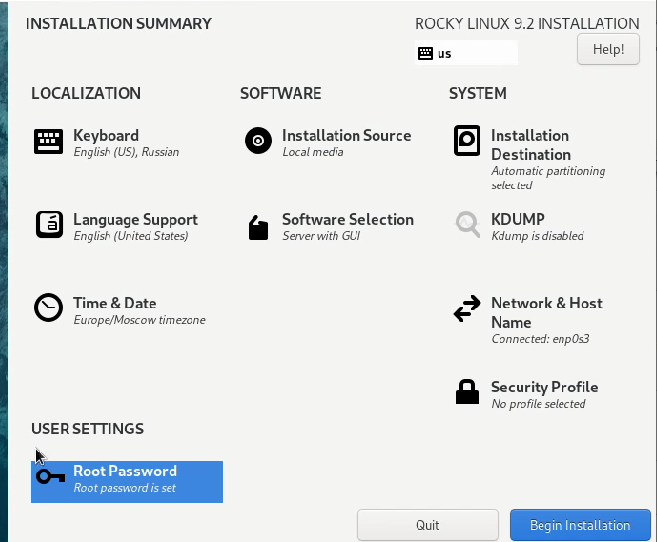 INSTALLATION SUMMARY
ROCKY LINUX 9.2 INSTALLATION
us
Help!
LOCALIZATION
SOFTWARE
SYSTEM
Keyboard
English (US), Russian
Installation Source
Local media
Installation
Destination
Automatic partitioning
selected
Language Support
English (United States)
Software Selection
Server with GUI
KDUMP
Kdump is disabled
Time & Date
Europe/Moscow timezone
Network & Host
Name
Connected: enp0s3
Security Profile
No profile selected
USER SETTINGS
Root Password
Root password is set
Quit
Begin Installation